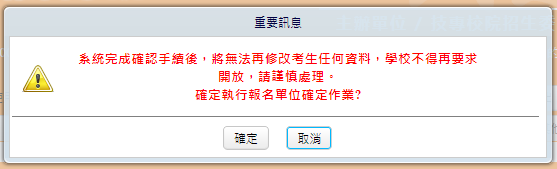 重要訊息
系統完成確認手續後，將無法再修改考生任何資料，學校不得再要求
開放，請謹慎處理。
確定執行報名單位確定作業?
確定
取消